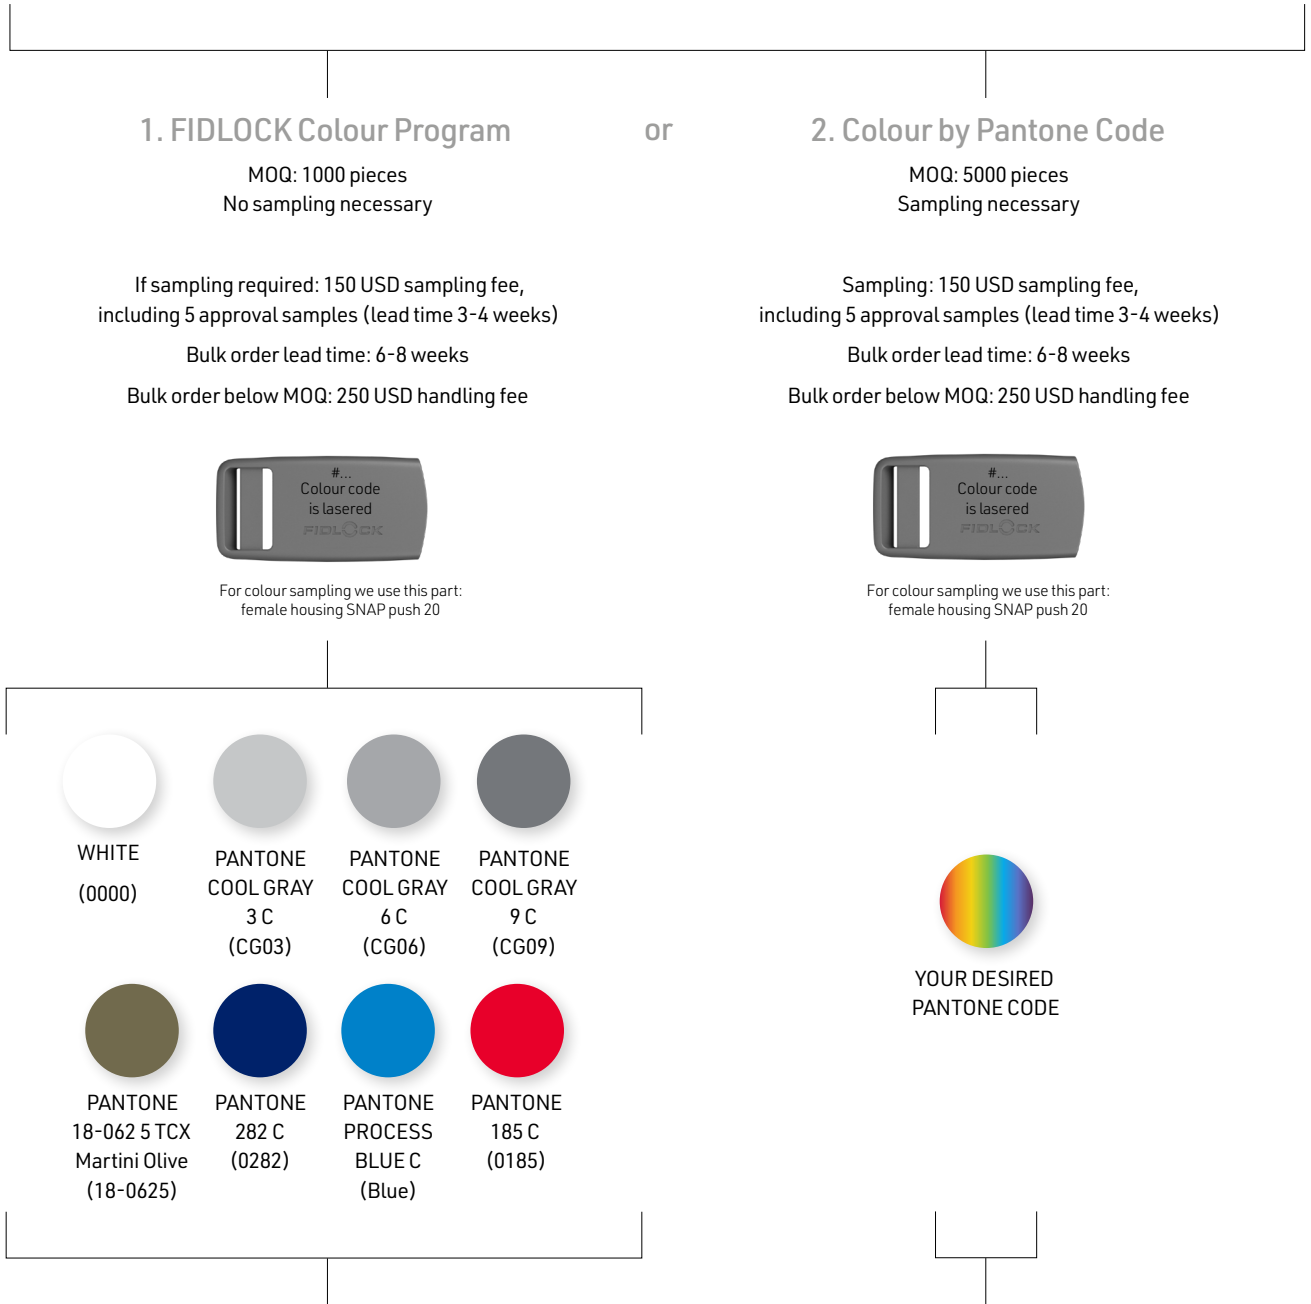 1. FIDLOCK Colour Program
MOQ: 1000 pieces
No sampling necessary
If sampling required: 150 USD sampling fee,
including 5 approval samples (lead time 3-4 weeks)
Bulk order lead time: 6-8 weeks
Bulk order below MOQ: 250 USD handling fee
#...
Colour code
is lasered
FIDLOCK
For colour sampling we use this part:
female housing SNAP push 20
or
2. Colour by Pantone Code
MOQ: 5000 pieces
Sampling necessary
Sampling: 150 USD sampling fee,
including 5 approval samples (lead time 3-4 weeks)
Bulk order lead time: 6-8 weeks
Bulk order below MOQ: 250 USD handling fee
#...
Colour code
is lasered
FIDLOCK
For colour sampling we use this part:
female housing SNAP push 20
WHITE
(0000)
PANTONE
COOL GRAY
3 C
(CG03)
PANTONE
COOL GRAY
6 C
(CG06)
PANTONE
COOL GRAY
9 C
(CG09)
PANTONE
18-062 5 TCX
Martini Olive
(18-0625)
PANTONE
282 C
(0282)
PANTONE
PROCESS
BLUE C
(Blue)
PANTONE
185 C
(0185)
YOUR DESIRED
PANTONE CODE